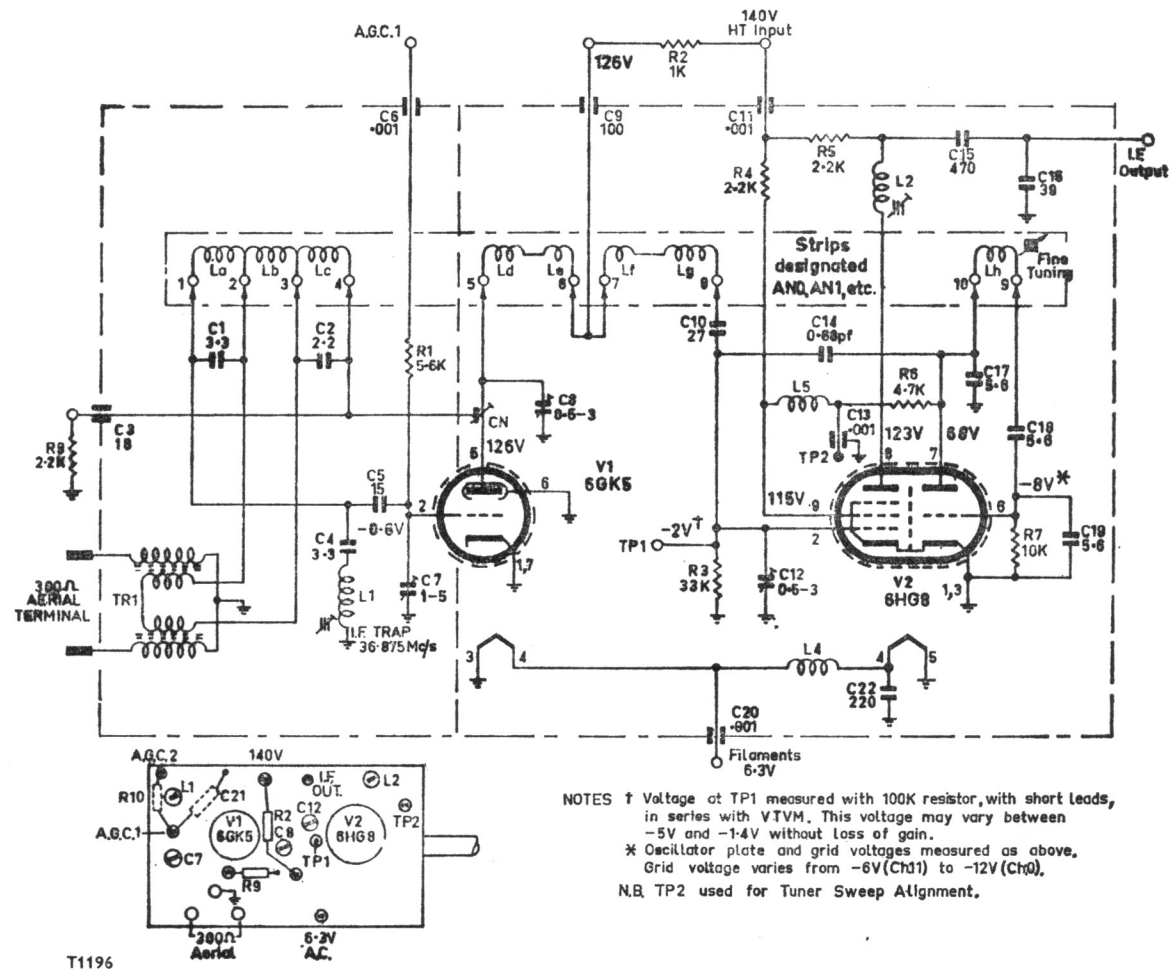 140V
HT Input
A.G.C.1
126V
R2
1K
C6
·001
C9
100
C11
·001
R5
2·2K
C15
470
I.F.
Output
R4
2·2K
L2
C16
39
La
Lb
Lc
Ld
Le
Lf
Lg
Strips
designated
AN0, AN1, etc.
Lh
Fine
Tuning
1
2
3
4
5
6
7
8
10
9
C1
3·3
C2
2·2
R1
5·6K
C10
27
C14
0·68pf
C17
5·6
L5
R6
4·7K
C8
0·5-3
CN
C13
·001
C18
5·6
C3
18
R9
2·2K
126V
5
V1
6GK5
6
TP2
123V
68V
8
7
-8V*
C5
15
-0·6V
2
115V
9
2
6
R7
10K
C19
5·6
-2V†
TP1
C4
3·3
L1
C7
1-5
1,7
R3
33K
C12
0·5-3
V2
6HG8
1,3
300Ω
AERIAL
TERMINAL
TR1
I.F. TRAP
36·875Mc/s
3
4
L4
4
5
C22
220
C20
·001
Filaments
6·3V
A.G.C. 2
140V
R10
L1
C21
I.F.
OUT.
L2
R2
C12
TP2
A.G.C.1
V1
6GK5
C8
V2
6HG8
TP1
C7
R9
300Ω
Aerial
6·3V
A.C.
NOTES † Voltage at TP1 measured with 100K resistor, with short leads,
in series with V.T.V.M. This voltage may vary between
-5V and -1·4V without loss of gain.
* Oscillator plate and grid voltages measured as above.
Grid voltage varies from -6V (Ch.11) to -12V (Ch.0).
N.B. TP2 used for Tuner Sweep Alignment.
T1196